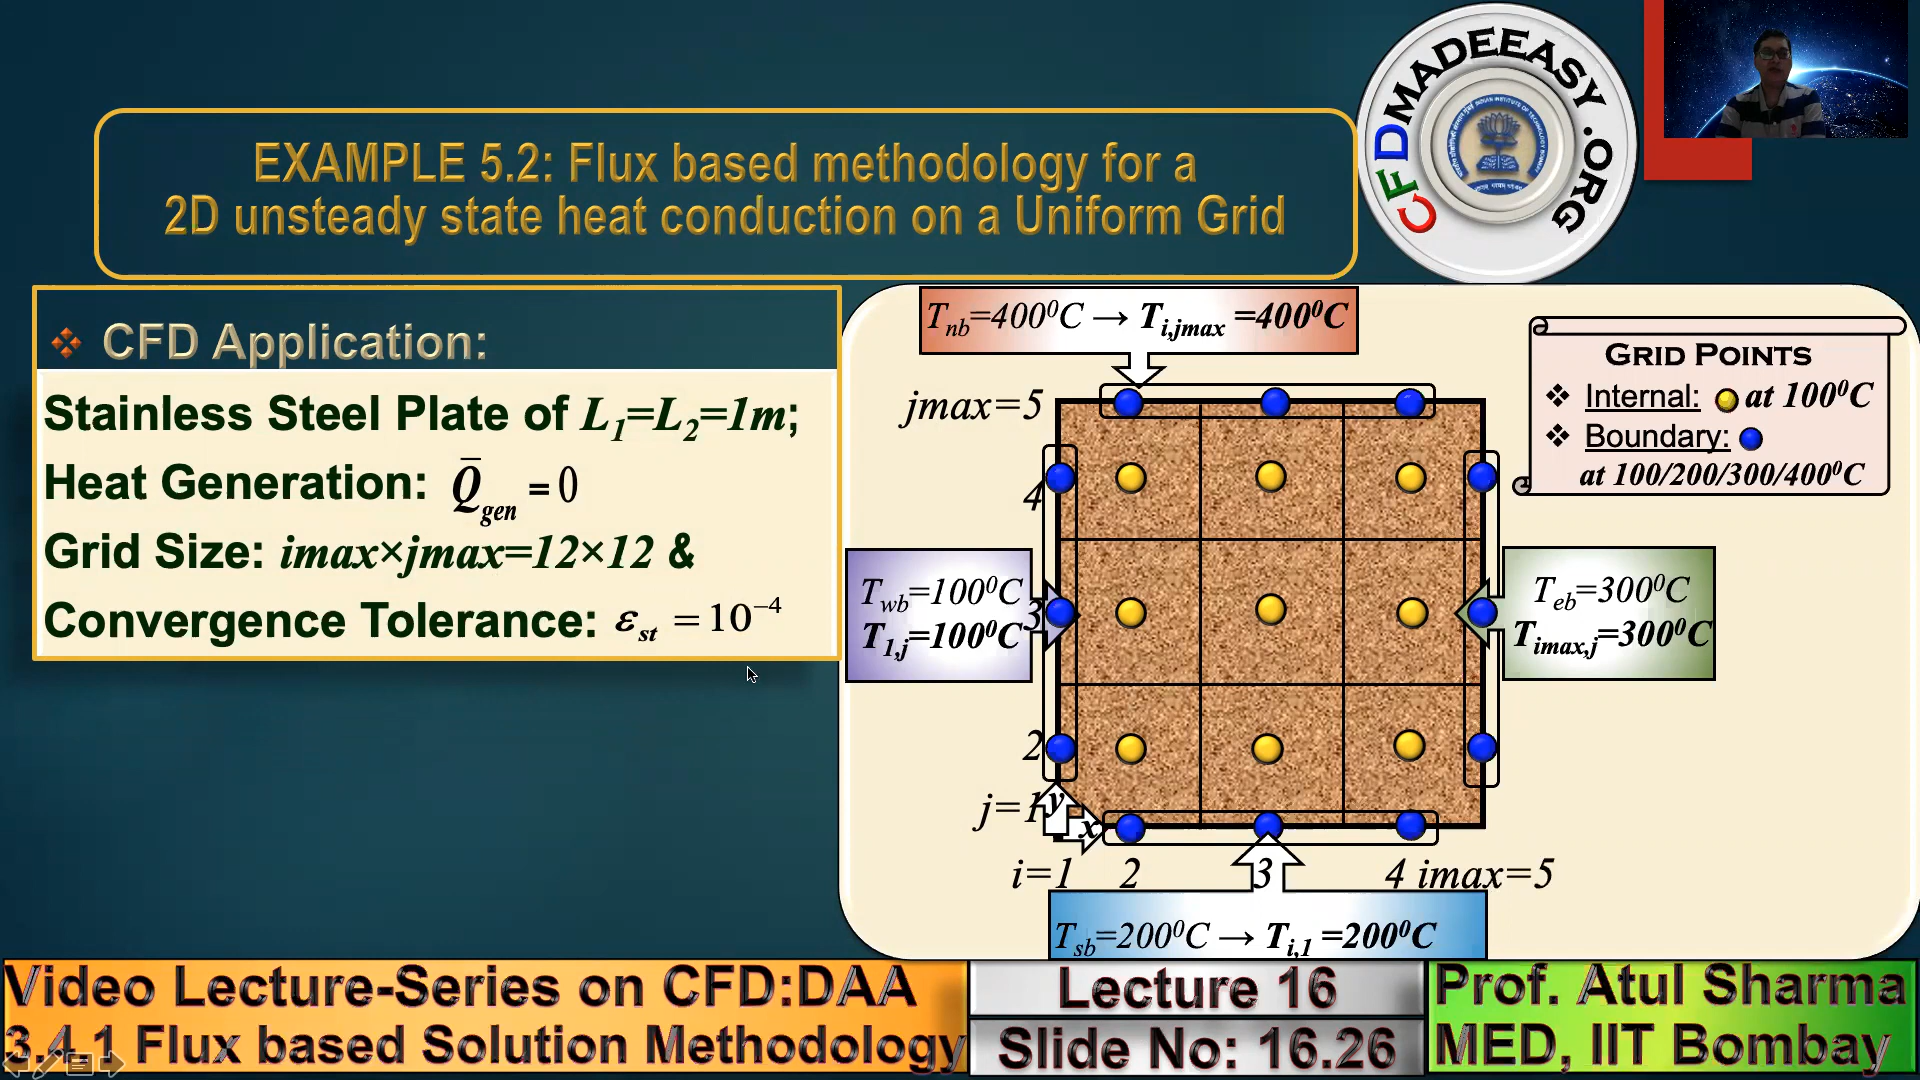 EXAMPLE 5.2: Flux based methodology for a
2D unsteady state heat conduction on a Uniform Grid
CFDMADEEASY.ORG
❖ CFD Application:
Stainless Steel Plate of L₁=L₂=1m;
Heat Generation: Q̅gen = 0
Grid Size: imax×jmax=12×12 &
Convergence Tolerance: εst = 10⁻⁴
Tnb=400⁰C → Ti,jmax =400⁰C
GRID POINTS
❖ Internal: at 100⁰C
❖ Boundary:
at 100/200/300/400⁰C
jmax=5
4
Twb=100⁰C
T1,j=100⁰C
3
Teb=300⁰C
Timax,j=300⁰C
2
j=1
y
x
i=1 2 3 4 imax=5
Tsb=200⁰C → Ti,1 =200⁰C
Video Lecture-Series on CFD:DAA
3.4.1 Flux based Solution Methodology
Lecture 16
Slide No: 16.26
Prof. Atul Sharma
MED, IIT Bombay